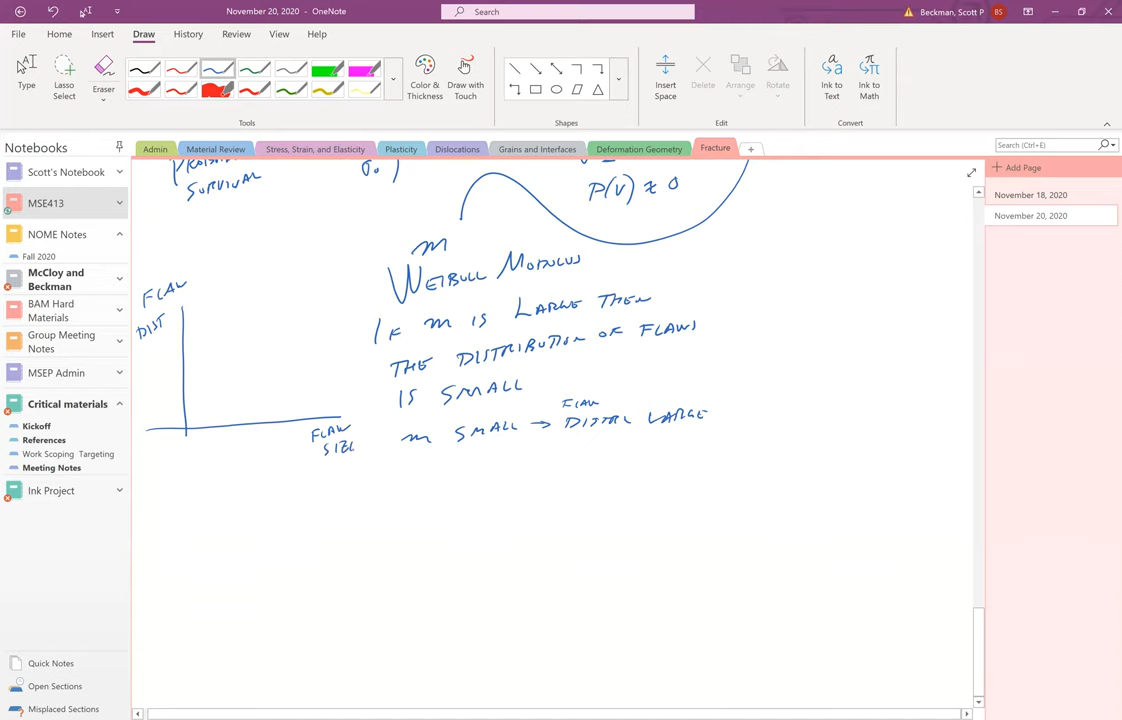 November 20, 2020 - OneNote
Search
Beckman, Scott P
BS
File
Home
Insert
Draw
History
Review
View
Help
Type
Lasso
Select
Eraser
Color &
Thickness
Draw with
Touch
Insert
Space
Delete
Arrange
Rotate
Ink to
Text
Ink to
Math
Tools
Shapes
Edit
Convert
Notebooks
Admin
Material Review
Stress, Strain, and Elasticity
Plasticity
Dislocations
Grains and Interfaces
Deformation Geometry
Fracture
Search (Ctrl+E)
Scott's Notebook
MSE413
NOME Notes
Fall 2020
McCloy and
Beckman
BAM Hard
Materials
Group Meeting
Notes
MSEP Admin
Critical materials
Kickoff
References
Work Scoping Targeting
Meeting Notes
Ink Project
Quick Notes
Open Sections
Misplaced Sections
Add Page
November 18, 2020
November 20, 2020
SURVIVAL
σ₀ )
P(V) ≈ 0
m
WEIBULL MODULUS
IF m IS LARGE THEN
THE DISTRIBUTION OF FLAWS
IS SMALL
FLAW
m SMALL → DISTR LARGE
FLAW
DIST
FLAW
SIZE